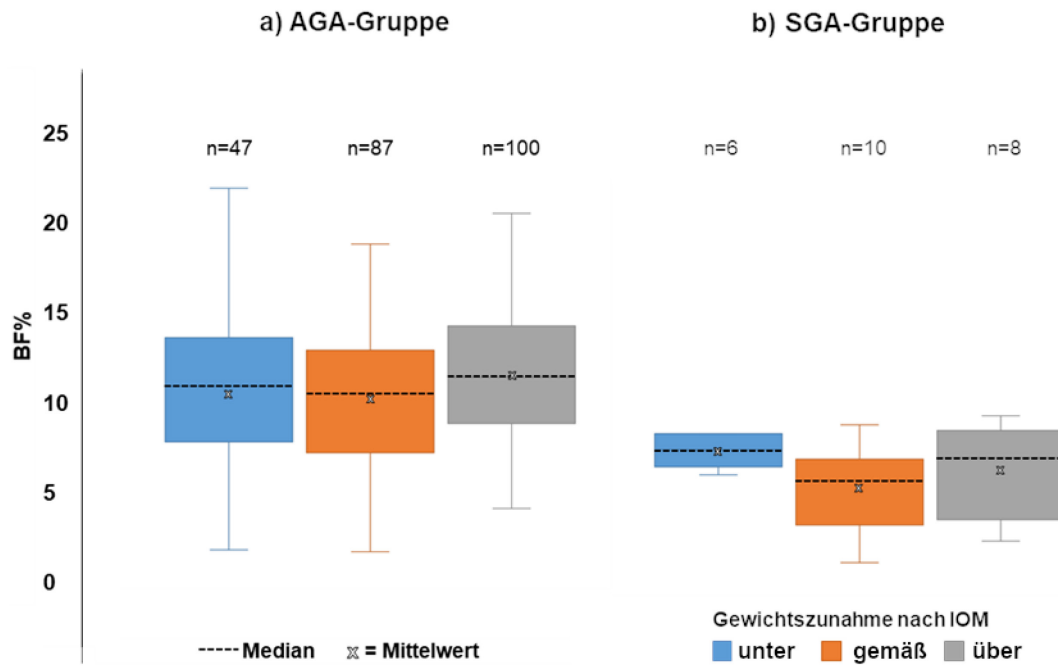 a) AGA-Gruppe
b) SGA-Gruppe
BF%
25
20
15
10
5
0
n=47
n=87
n=100
n=6
n=10
n=8
Median
x = Mittelwert
Gewichtszunahme nach IOM
unter
gemäß
über